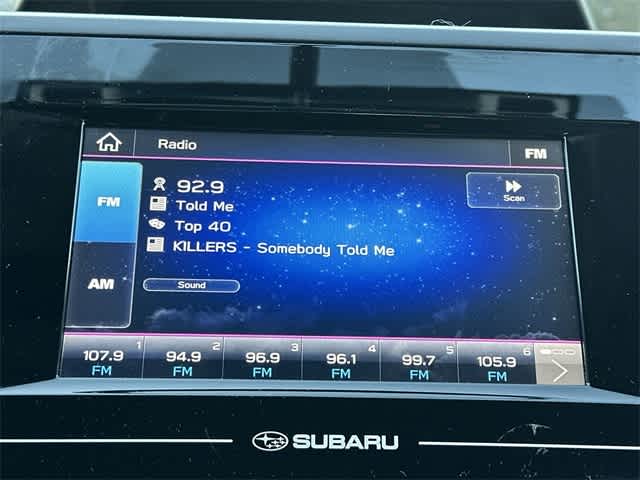 Radio FM
FM 92.9 Scan
Told Me
Top 40
KILLERS - Somebody Told Me
AM Sound
1 2 3 4 5 6
107.9 94.9 96.9 96.1 99.7 105.9
FM FM FM FM FM FM
SUBARU